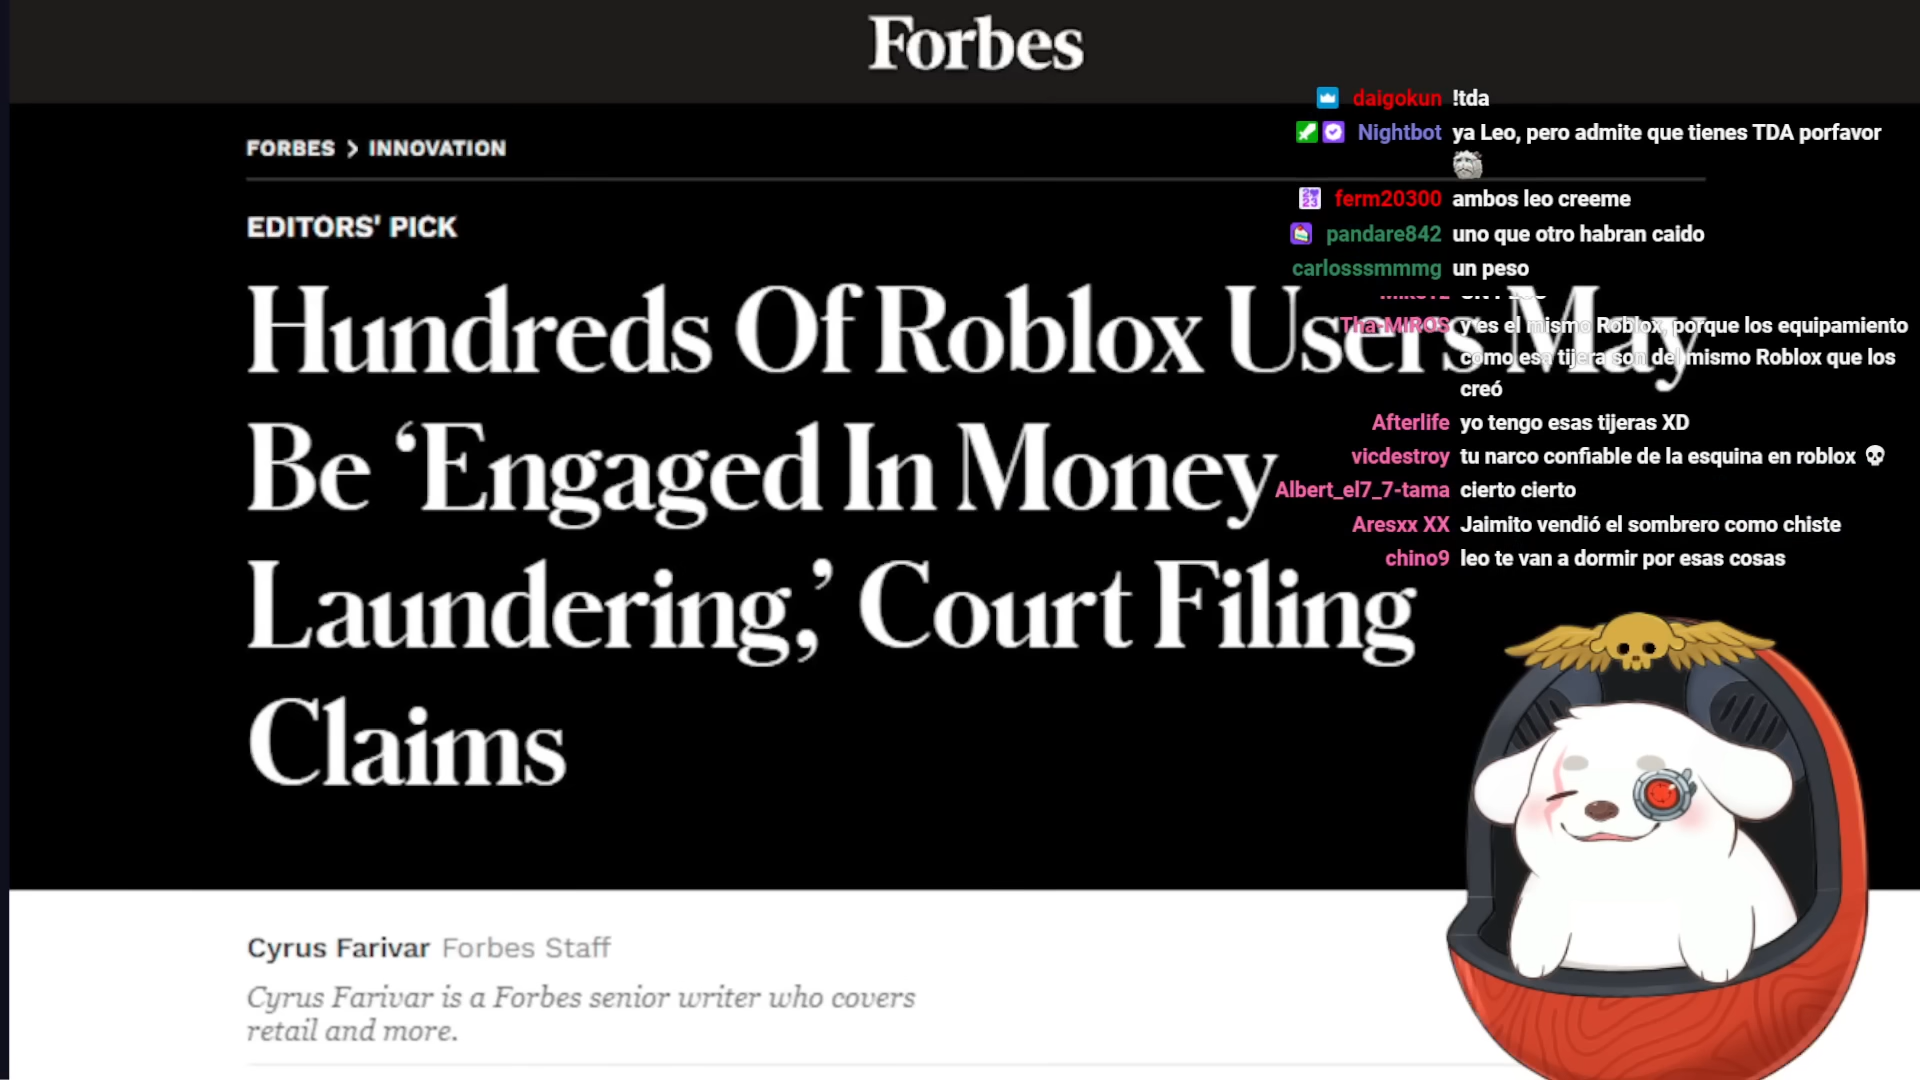 Forbes
FORBES > INNOVATION
EDITORS' PICK
Hundreds Of Roblox Users May
Be ‘Engaged In Money
Laundering,’ Court Filing
Claims
Cyrus Farivar Forbes Staff
Cyrus Farivar is a Forbes senior writer who covers
retail and more.
daigokun !tda
Nightbot ya Leo, pero admite que tienes TDA porfavor
ferm20300 ambos leo creeme
pandare842 uno que otro habran caido
carlosssmmmg un peso
Tha-MIROS y es el mismo Roblox, porque los equipamiento
como esa tijera son del mismo Roblox que los
creó
Afterlife yo tengo esas tijeras XD
vicdestroy tu narco confiable de la esquina en roblox 💀
Albert_el7_7-tama cierto cierto
Aresxx XX Jaimito vendió el sombrero como chiste
chino9 leo te van a dormir por esas cosas